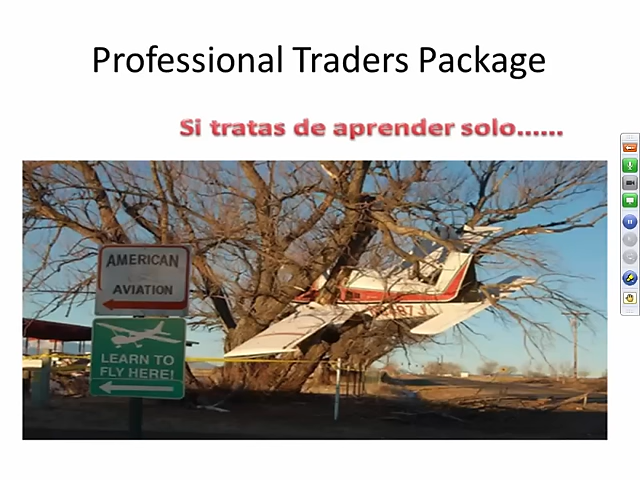 Professional Traders Package
Si tratas de aprender solo......
AMERICAN
AVIATION
LEARN TO
FLY HERE!